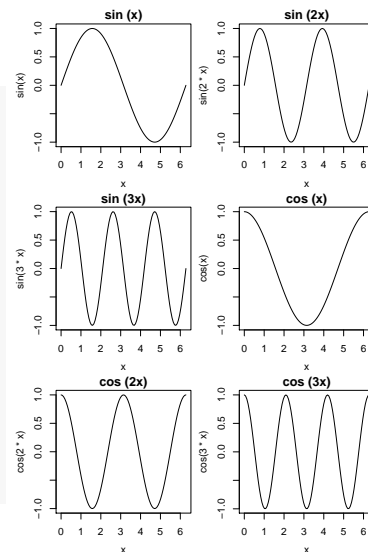 sin (x)
sin(x)
1.0
0.5
0.0
−1.0
0 1 2 3 4 5 6
x
sin (2x)
sin(2 * x)
1.0
0.5
0.0
−1.0
0 1 2 3 4 5 6
x
sin (3x)
sin(3 * x)
1.0
0.5
0.0
−1.0
0 1 2 3 4 5 6
x
cos (x)
cos(x)
1.0
0.5
0.0
−1.0
0 1 2 3 4 5 6
x
cos (2x)
cos(2 * x)
1.0
0.5
0.0
−1.0
0 1 2 3 4 5 6
x
cos (3x)
cos(3 * x)
1.0
0.5
0.0
−1.0
0 1 2 3 4 5 6
x